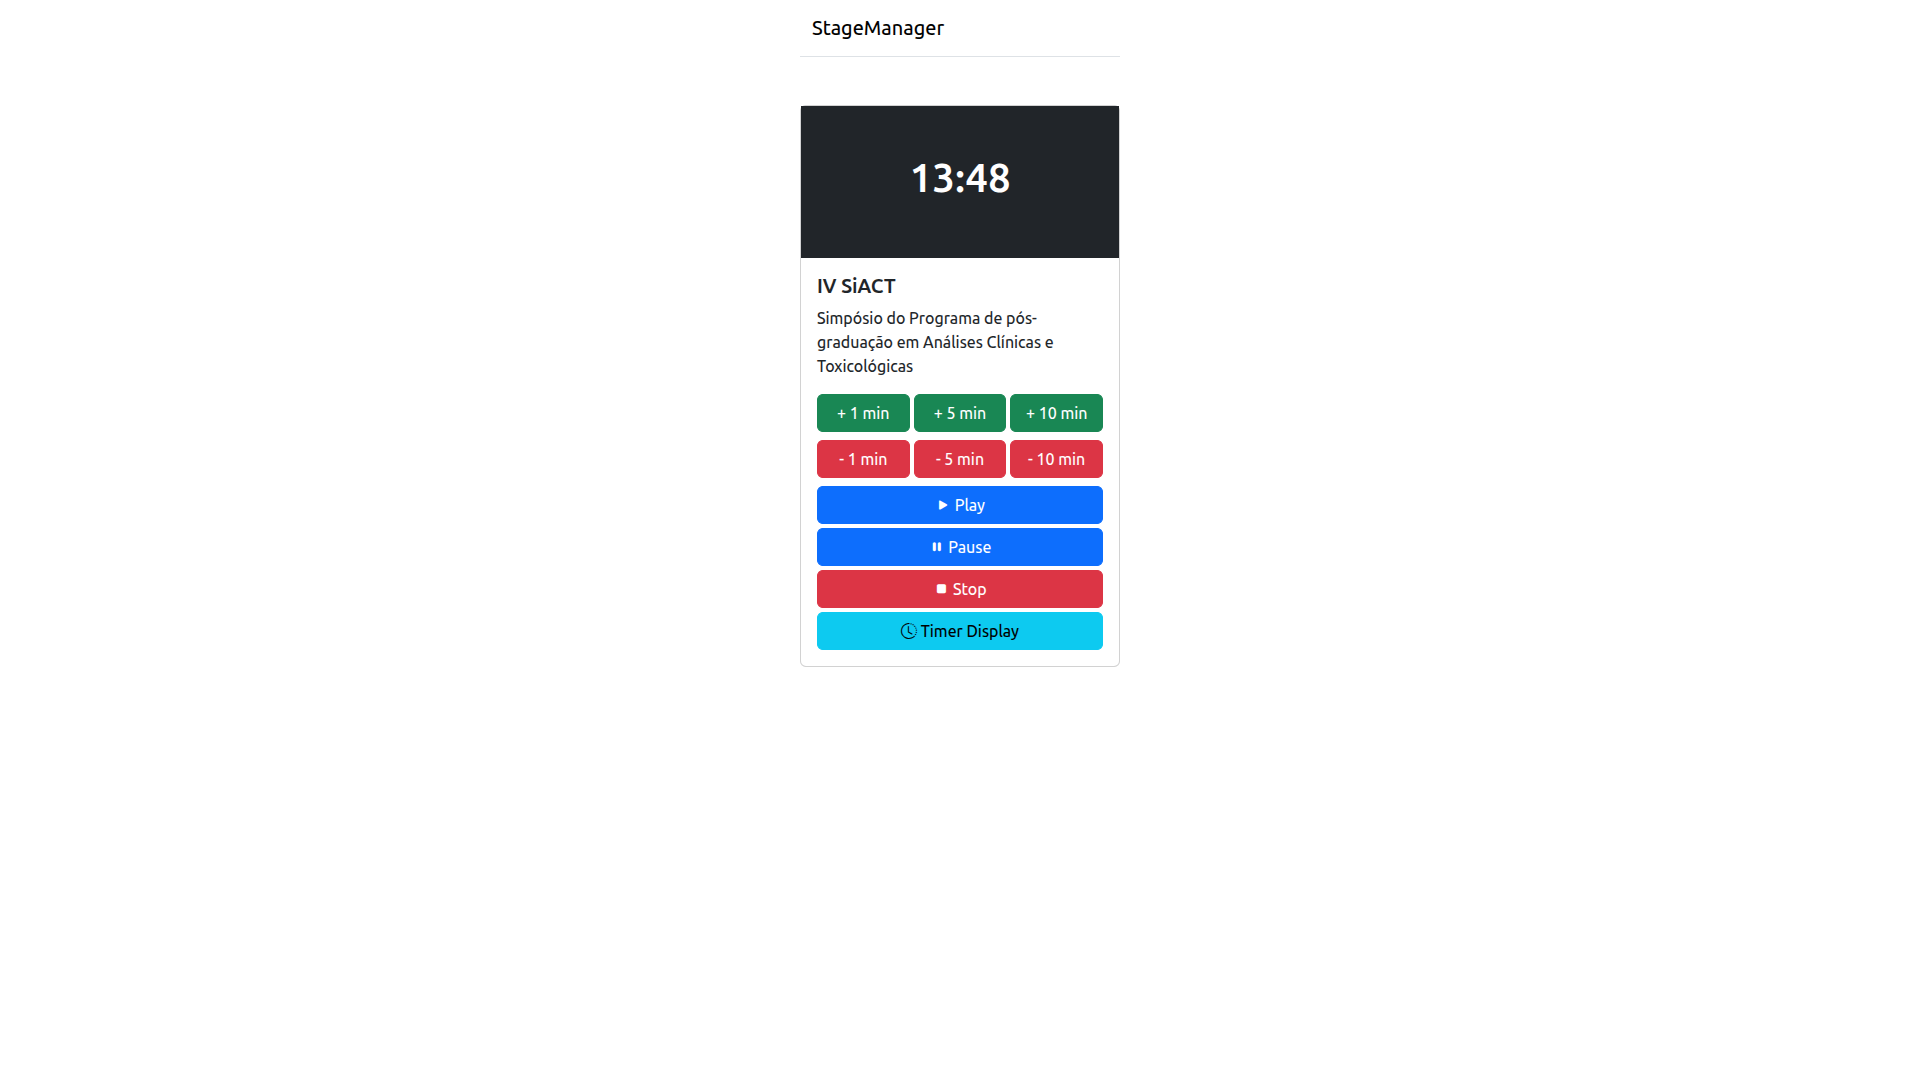 StageManager
13:48
IV SiACT
Simpósio do Programa de pós-
graduação em Análises Clínicas e
Toxicológicas
+ 1 min + 5 min + 10 min
- 1 min - 5 min - 10 min
Play
Pause
Stop
Timer Display